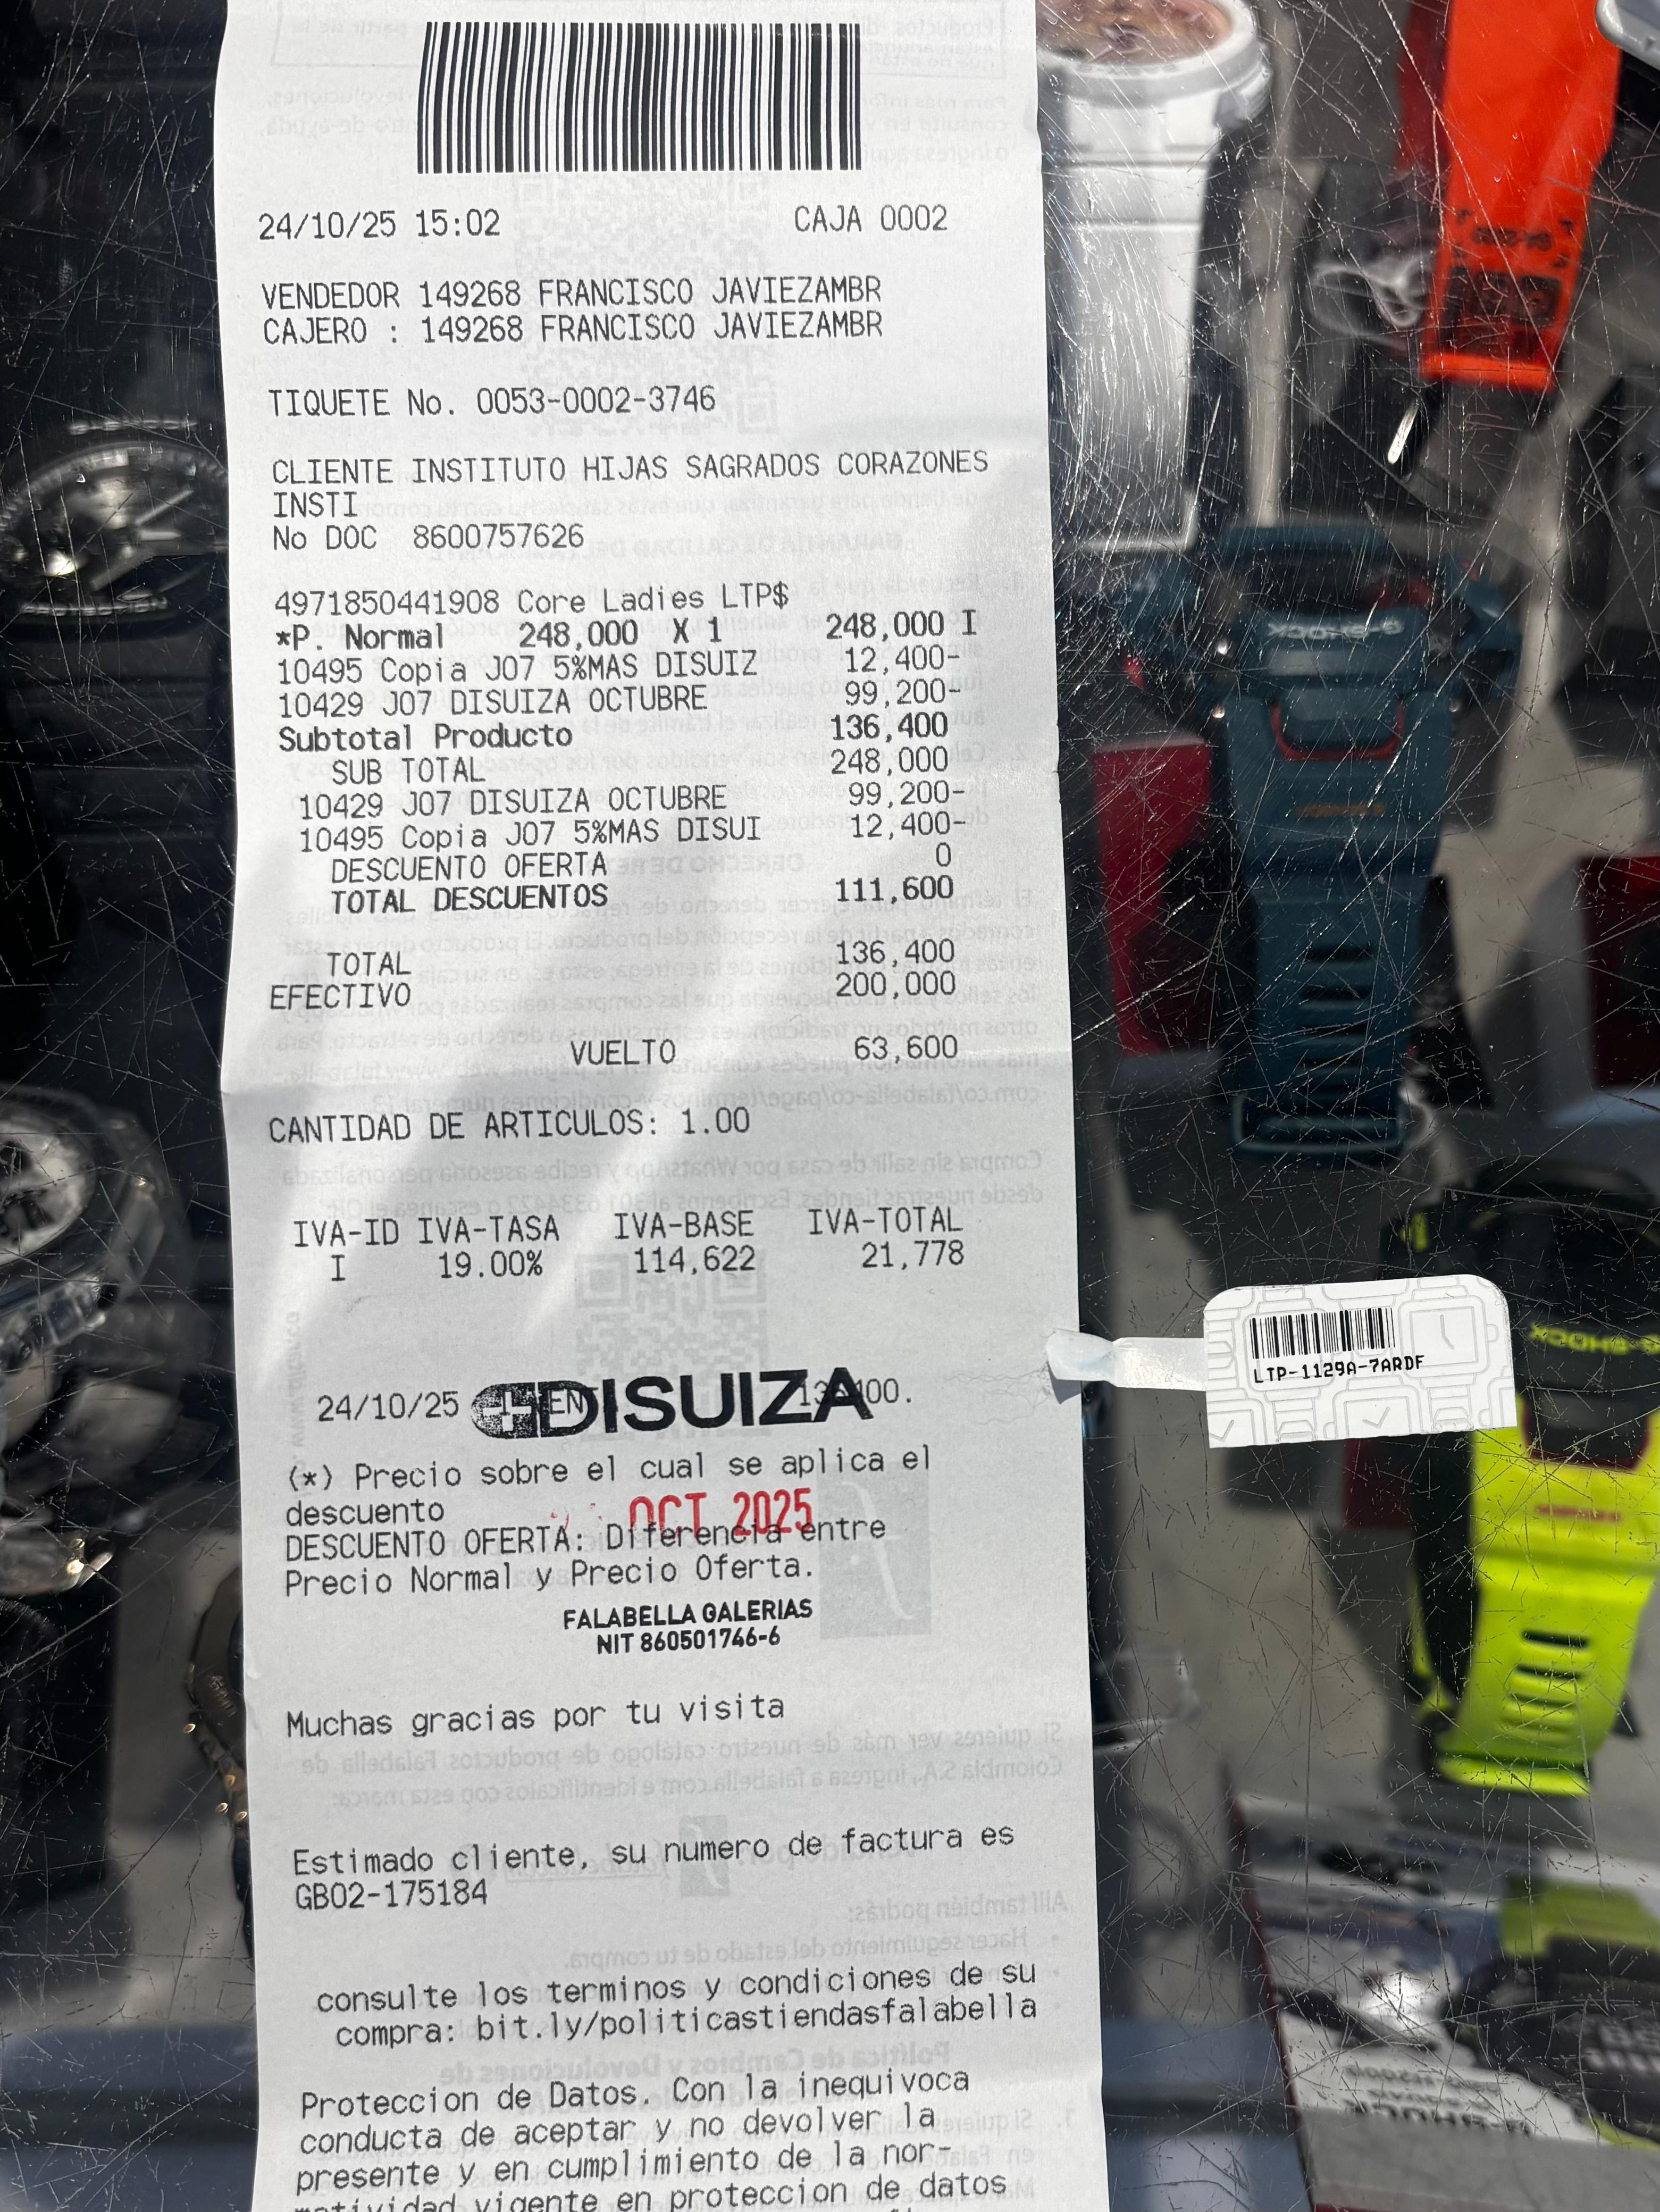 24/10/25 15:02 CAJA 0002
VENDEDOR 149268 FRANCISCO JAVIEZAMBR
CAJERO : 149268 FRANCISCO JAVIEZAMBR
TIQUETE No. 0053-0002-3746
CLIENTE INSTITUTO HIJAS SAGRADOS CORAZONES
INSTI
No DOC 8600757626
4971850441908 Core Ladies LTP$
*P. Normal 248,000 X 1 248,000 I
10495 Copia J07 5%MAS DISUIZ 12,400-
10429 J07 DISUIZA OCTUBRE 99,200-
Subtotal Producto 136,400
SUB TOTAL 248,000
10429 J07 DISUIZA OCTUBRE 99,200-
10495 Copia J07 5%MAS DISUI 12,400-
DESCUENTO OFERTA 0
TOTAL DESCUENTOS 111,600
TOTAL 136,400
EFECTIVO 200,000
VUELTO 63,600
CANTIDAD DE ARTICULOS: 1.00
IVA-ID IVA-TASA IVA-BASE IVA-TOTAL
I 19.00% 114,622 21,778
24/10/25 DISUIZA
LTP-1129A-7ARDF
(*) Precio sobre el cual se aplica el
descuento
OCT 2025
DESCUENTO OFERTA: Diferencia entre
Precio Normal y Precio Oferta.
FALABELLA GALERIAS
NIT 860501746-6
Muchas gracias por tu visita
Estimado cliente, su numero de factura es
GB02-175184
consulte los terminos y condiciones de su
compra: bit.ly/politicastiendasfalabella
Proteccion de Datos. Con la inequivoca
conducta de aceptar y no devolver la
presente y en cumplimiento de la nor-
matividad vigente en proteccion de datos
G-SHOCK
G-SHOCK